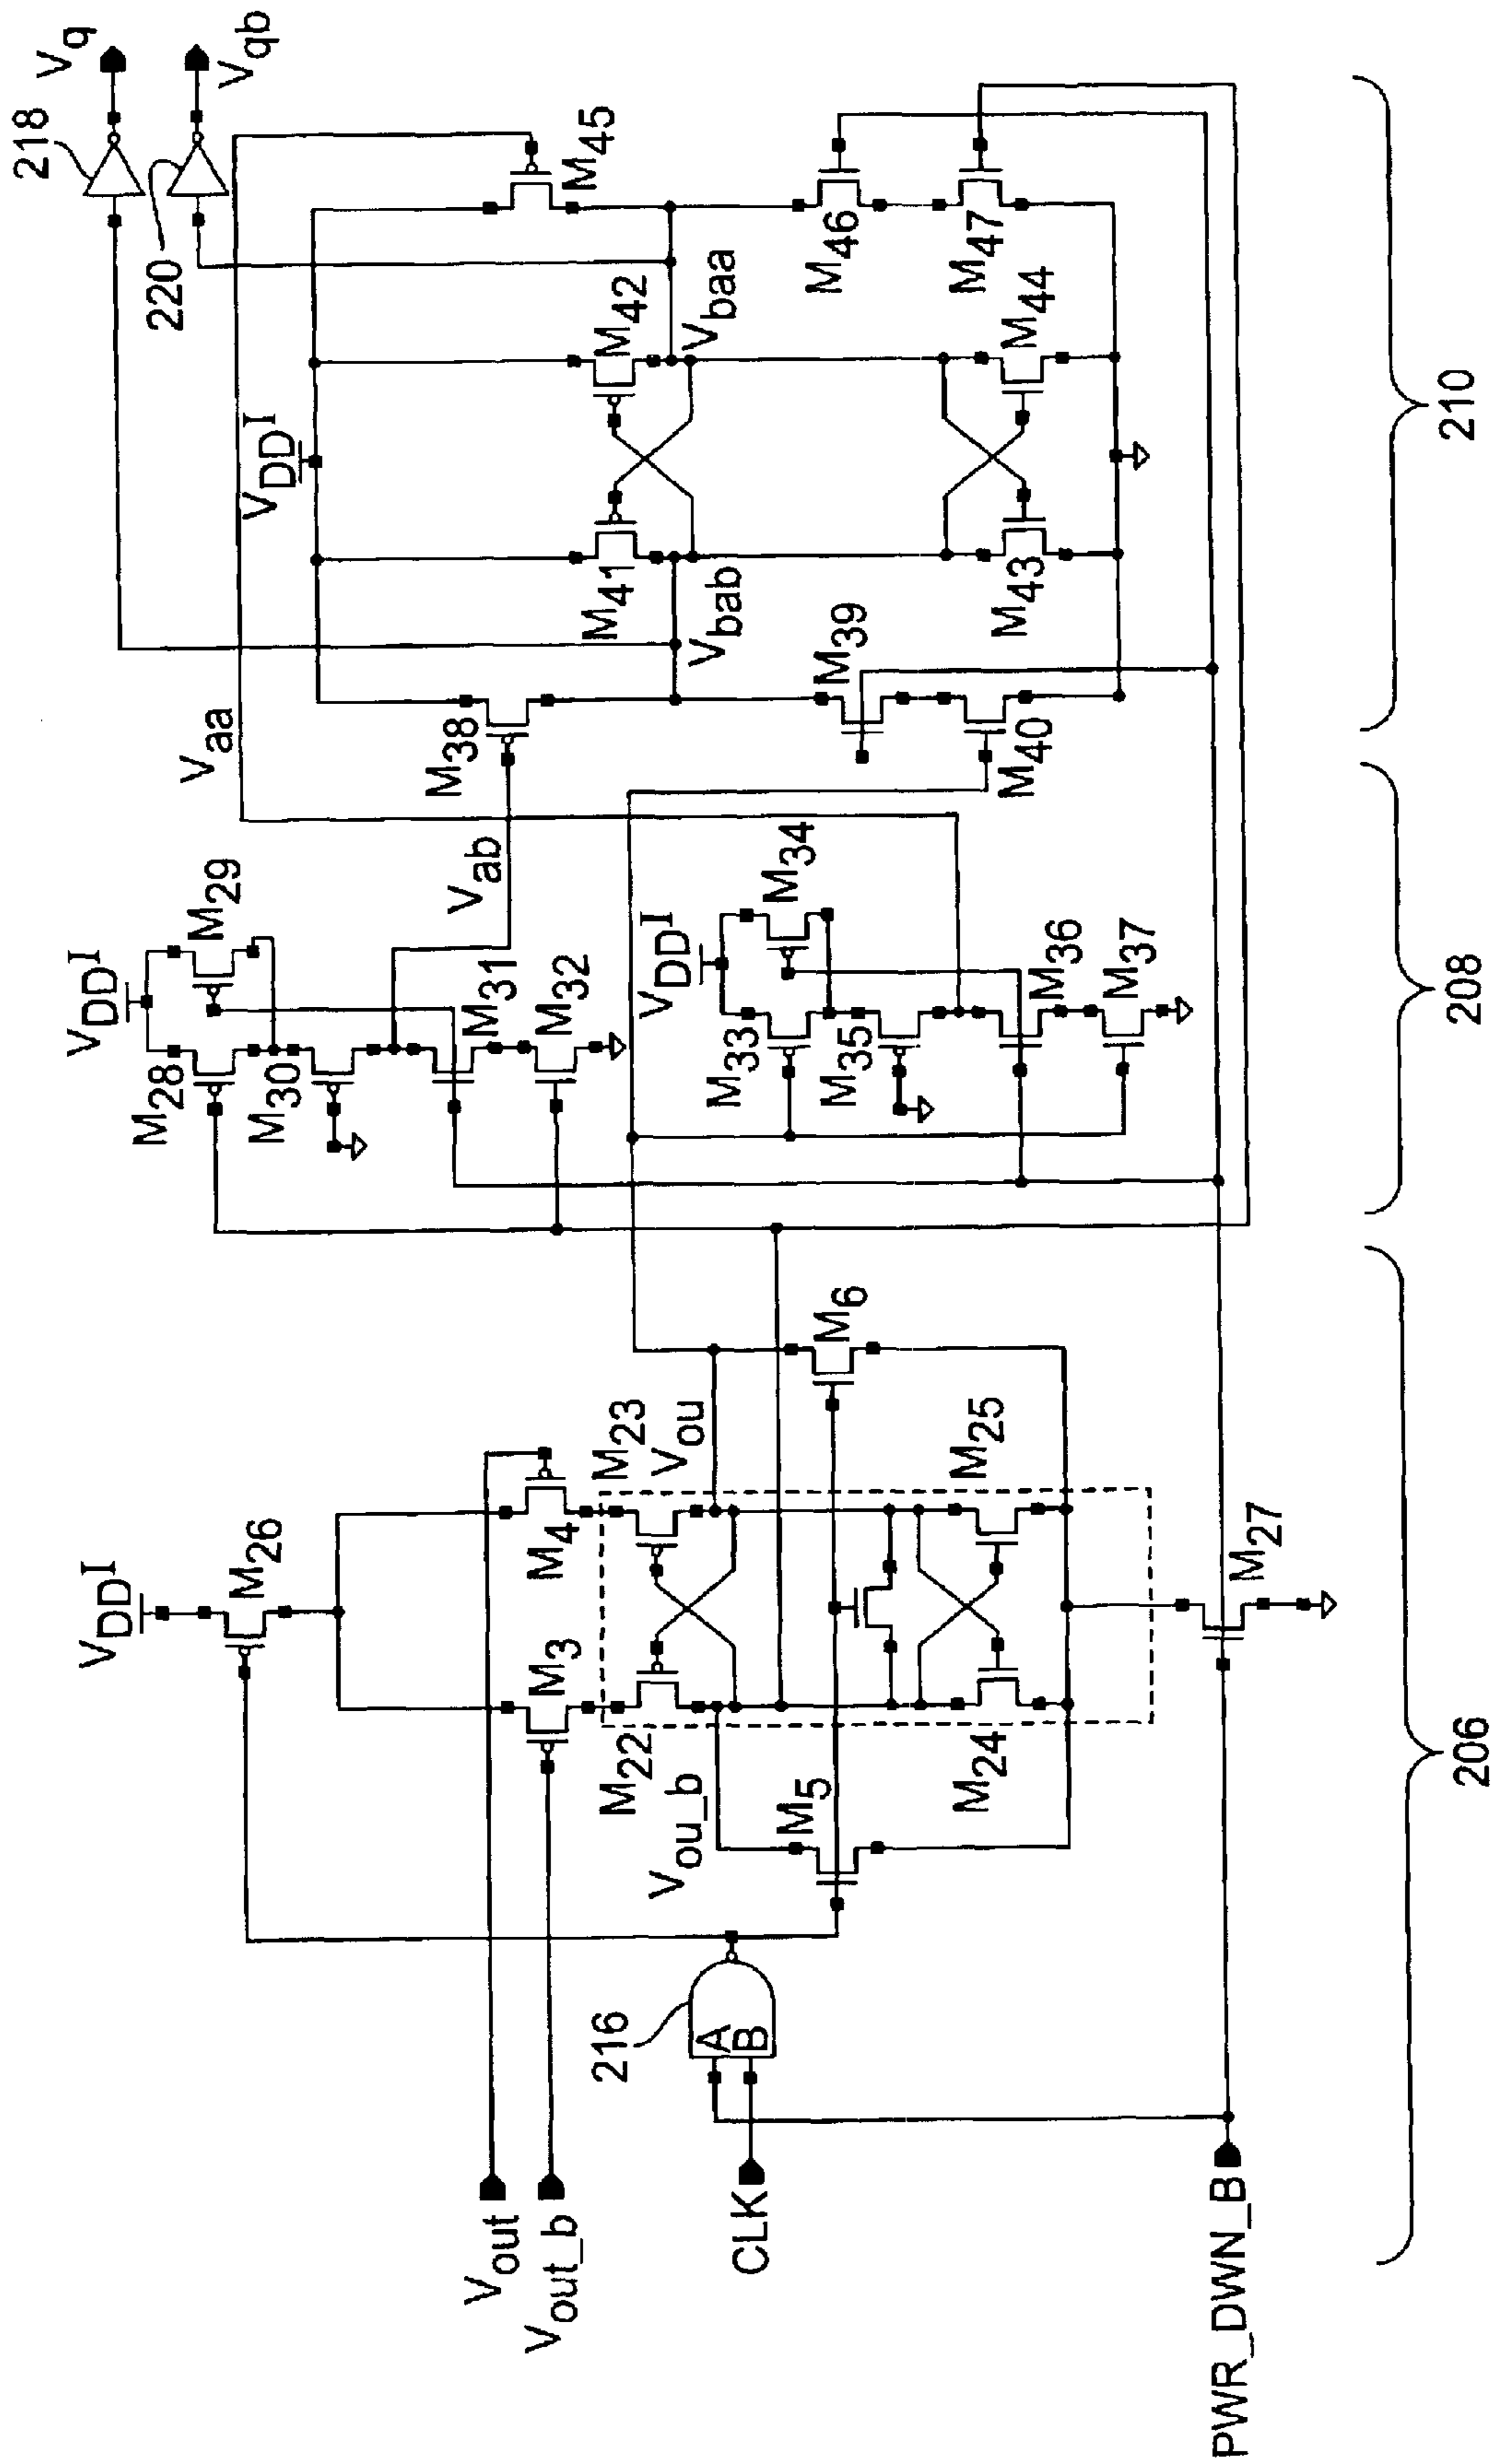 Vout
Vout_b
CLK
PWR_DWN_B
216
A
B
VDDI
M26
M3
M4
M22
M23
Vou_b
Vou
M5
M6
M24
M25
M27
206
VDDI
M28
M29
M30
M31
M32
Vab
VDDI
M33
M34
M35
M36
M37
208
Vaa
VDDI
M38
M39
M40
M41
M42
Vbab
Vbaa
M43
M44
M45
M46
M47
210
218
220
Vq
Vqb